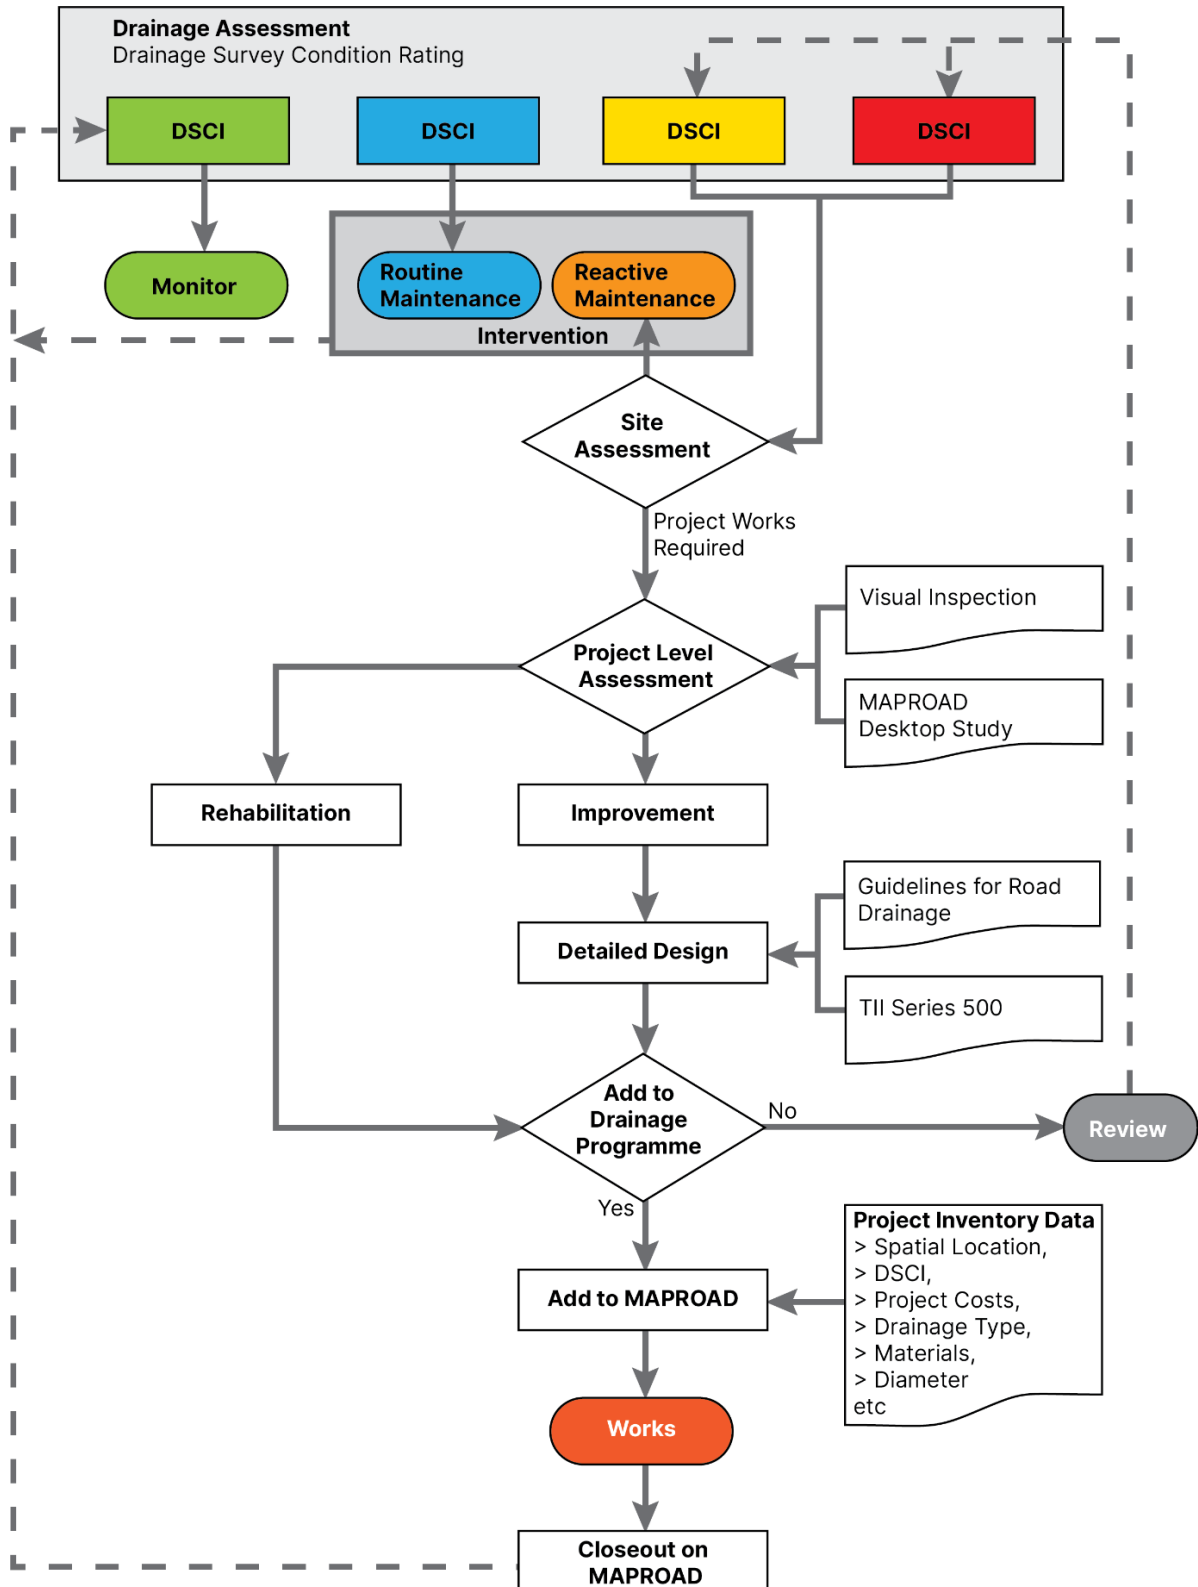 Drainage Assessment
Drainage Survey Condition Rating
DSCI
DSCI
DSCI
DSCI
Monitor
Routine
Maintenance
Reactive
Maintenance
Intervention
Site
Assessment
Project Works
Required
Visual Inspection
Project Level
Assessment
MAPROAD
Desktop Study
Rehabilitation
Improvement
Guidelines for Road
Drainage
Detailed Design
TII Series 500
Add to
Drainage
Programme
No
Review
Yes
Project Inventory Data
> Spatial Location,
> DSCI,
> Project Costs,
> Drainage Type,
> Materials,
> Diameter
etc
Add to MAPROAD
Works
Closeout on
MAPROAD